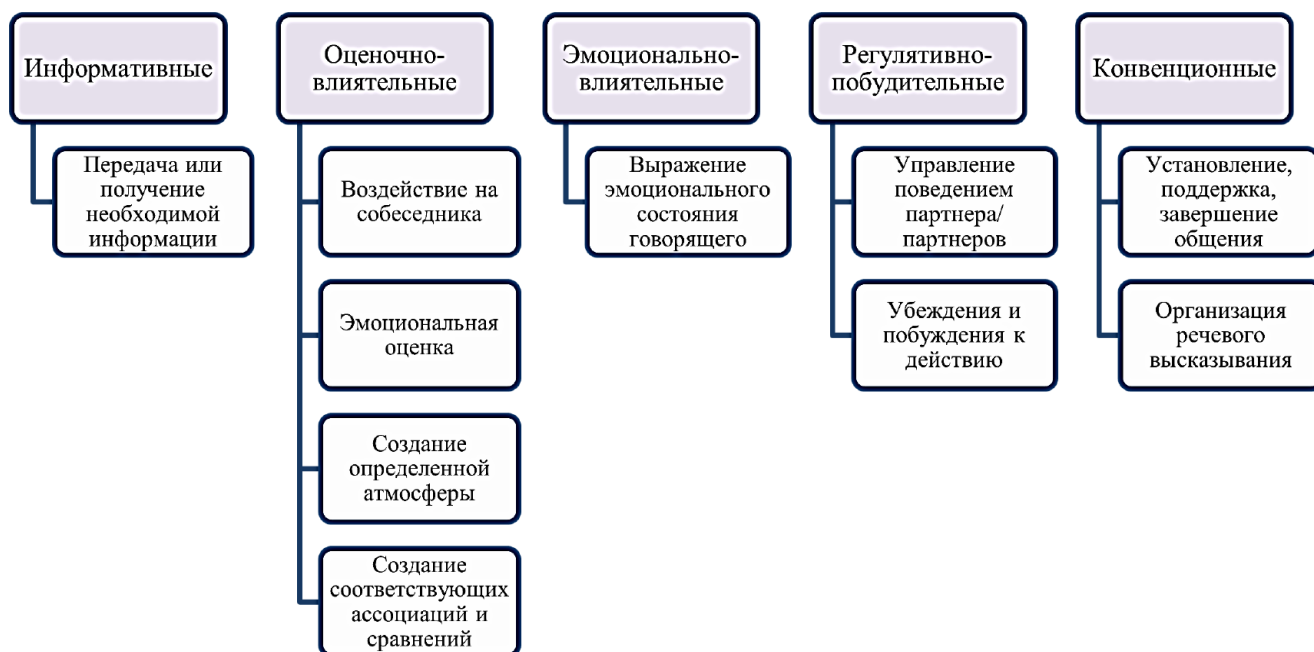 Информативные
Передача или
получение
необходимой
информации
Оценочно-
влиятельные
Воздействие на
собеседника
Эмоциональная
оценка
Создание
определенной
атмосферы
Создание
соответствующих
ассоциаций и
сравнений
Эмоционально-
влиятельные
Выражение
эмоционального
состояния
говорящего
Регулятивно-
побудительные
Управление
поведением
партнера/
партнеров
Убеждения и
побуждения к
действию
Конвенционные
Установление,
поддержка,
завершение
общения
Организация
речевого
высказывания